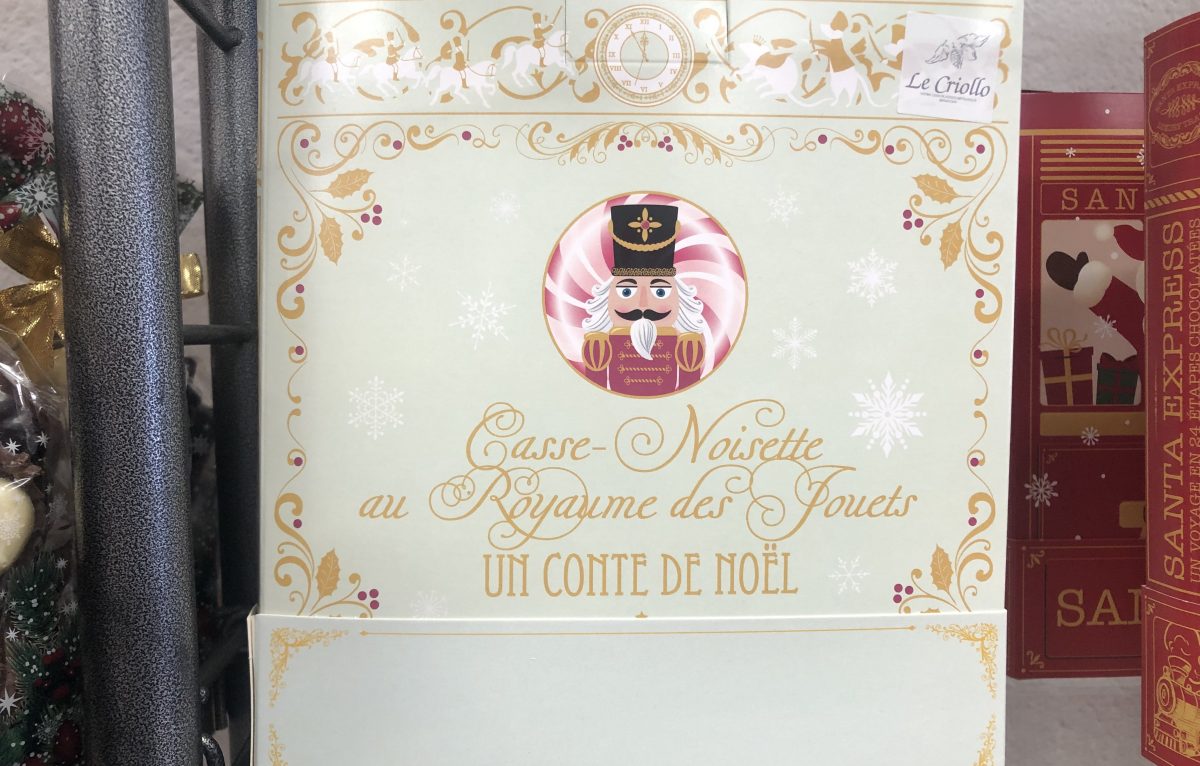 Le Criollo
Casse-Noisette
au Royaume des Jouets
UN CONTE DE NOËL
SAN
SAN
SANTA EXPRESS
UN VOYAGE EN 24 ÉTAPES CHOCOLATÉES